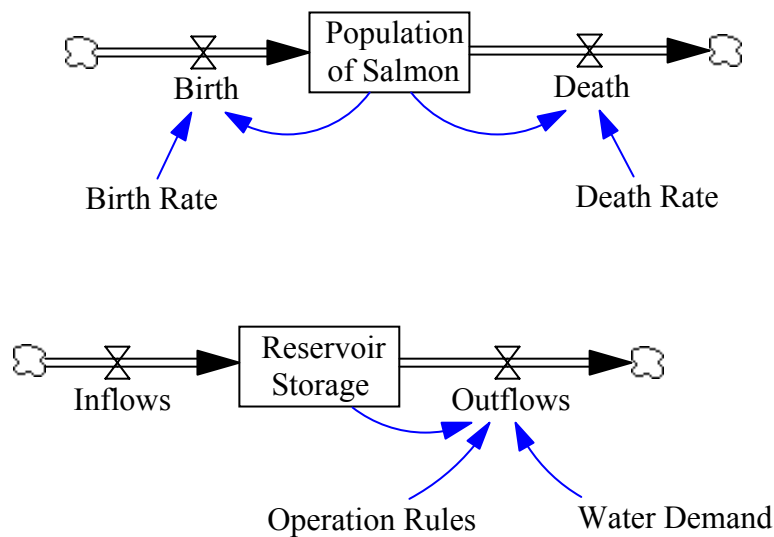 Population
of Salmon
Birth
Death
Birth Rate
Death Rate
Reservoir
Storage
Inflows
Outflows
Operation Rules
Water Demand